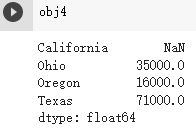 obj4
California NaN
Ohio 35000.0
Oregon 16000.0
Texas 71000.0
dtype: float64